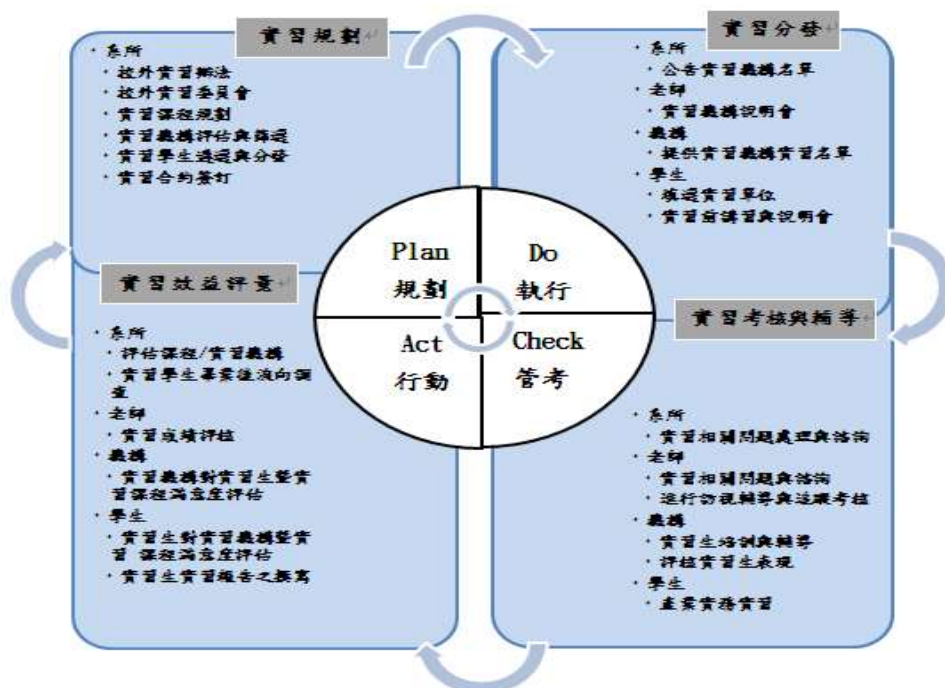 實習規劃
· 系所
· 校外實習辦法
· 校外實習委員會
· 實習課程規劃
· 實習機構評估與篩選
· 實習學生遴選與分發
· 實習合約簽訂
實習分發
· 系所
· 公告實習機構名單
· 老師
· 實習機構說明會
· 機構
· 提供實習機構實習名單
· 學生
· 填選實習單位
· 實習前講習與說明會
Plan
規劃
Do
執行
Act
行動
Check
管考
實習效益評量
· 系所
· 評估課程/實習機構
· 實習學生畢業後流向調
查
· 老師
· 實習成績評核
· 機構
· 實習機構對實習生暨實
習課程滿意度評估
· 學生
· 實習生對實習機構暨實
習 課程滿意度評估
· 實習生實習報告之撰寫
實習考核與輔導
· 系所
· 實習相關問題處理與諮詢
· 老師
· 實習相關問題與諮詢
· 進行訪視輔導與追蹤考核
· 機構
· 實習生培訓與輔導
· 評核實習生表現
· 學生
· 產業實務實習